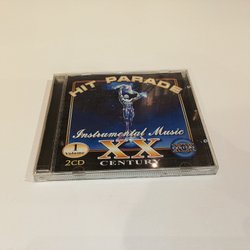 HIT PARADE
Instrumental Music
XX
CENTURY
1
Volume
2CD